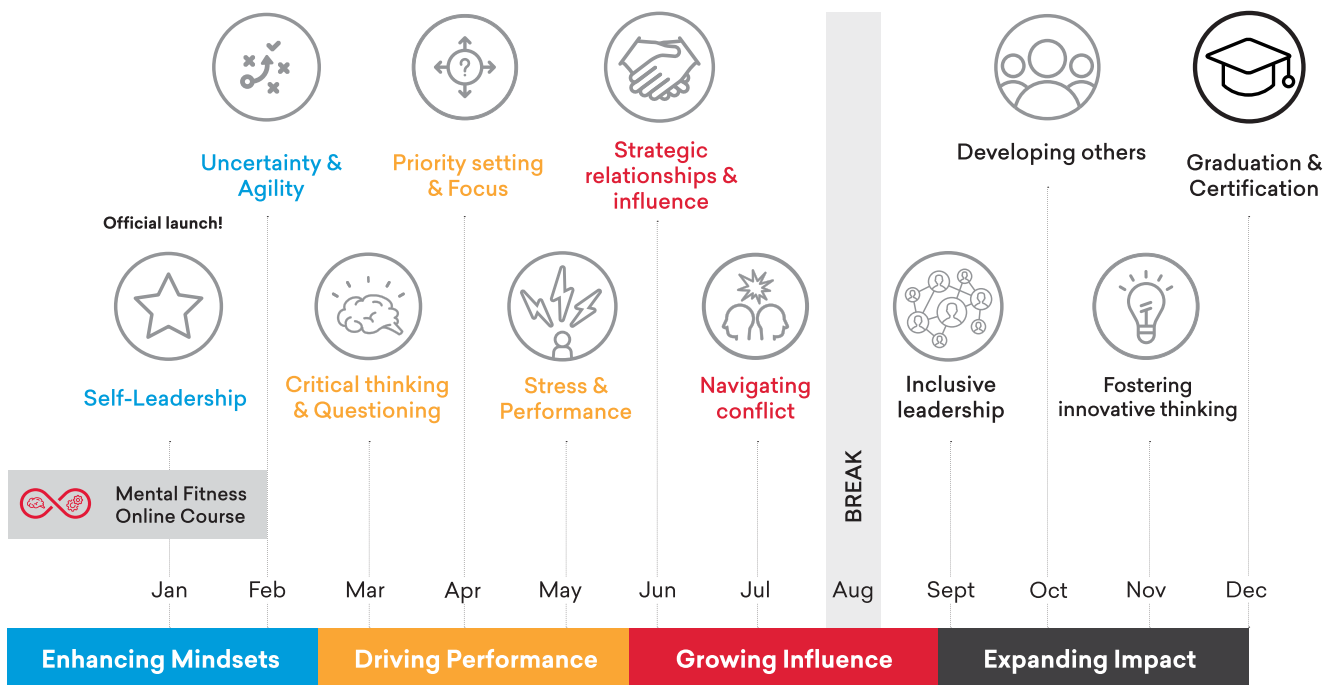 Uncertainty &
Agility
Priority setting
& Focus
?
Strategic
relationships &
influence
Developing others
Graduation &
Certification
Official launch!
Self-Leadership
Critical thinking
& Questioning
Stress &
Performance
Navigating
conflict
Inclusive
leadership
Fostering
innovative thinking
Mental Fitness
Online Course
BREAK
Jan
Feb
Mar
Apr
May
Jun
Jul
Aug
Sept
Oct
Nov
Dec
Enhancing Mindsets
Driving Performance
Growing Influence
Expanding Impact